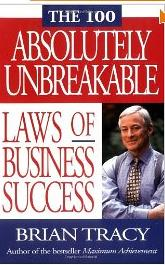 THE 100
ABSOLUTELY
UNBREAKABLE
LAWS OF
BUSINESS
SUCCESS
BRIAN TRACY
Author of the bestseller Maximum Achievement